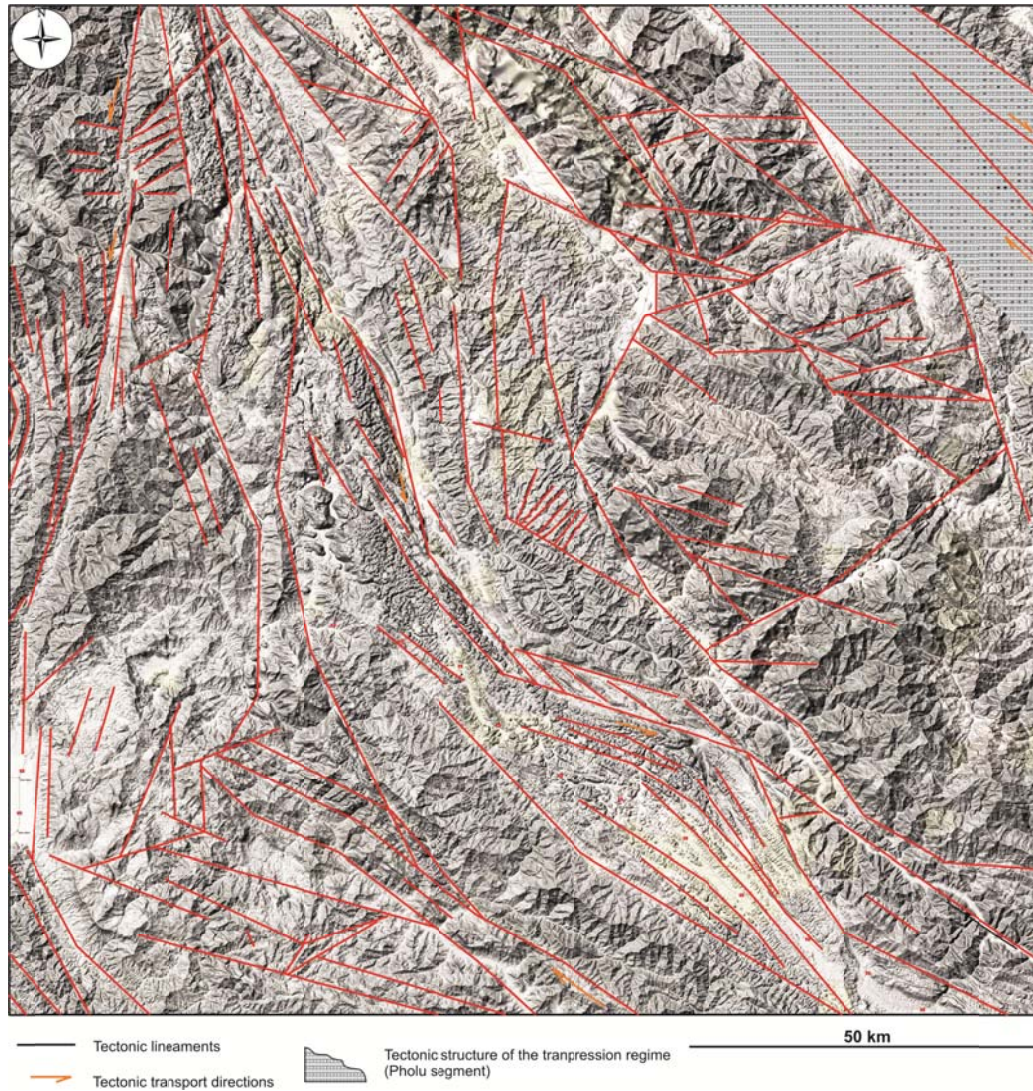 N
Tectonic lineaments
Tectonic transport directions
Tectonic structure of the tranpression regime
(Pholu segment)
50 km